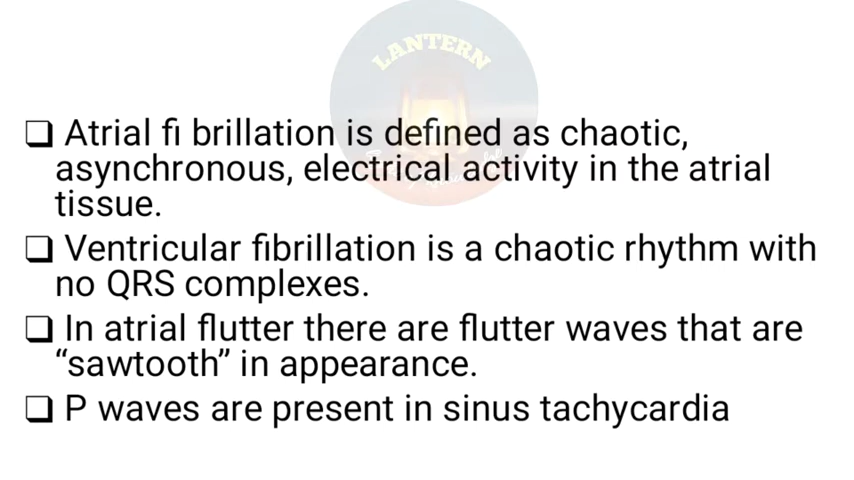 LANTERN
❑ Atrial fi brillation is defined as chaotic,
asynchronous, electrical activity in the atrial
tissue.
❑ Ventricular fibrillation is a chaotic rhythm with
no QRS complexes.
❑ In atrial flutter there are flutter waves that are
“sawtooth” in appearance.
❑ P waves are present in sinus tachycardia